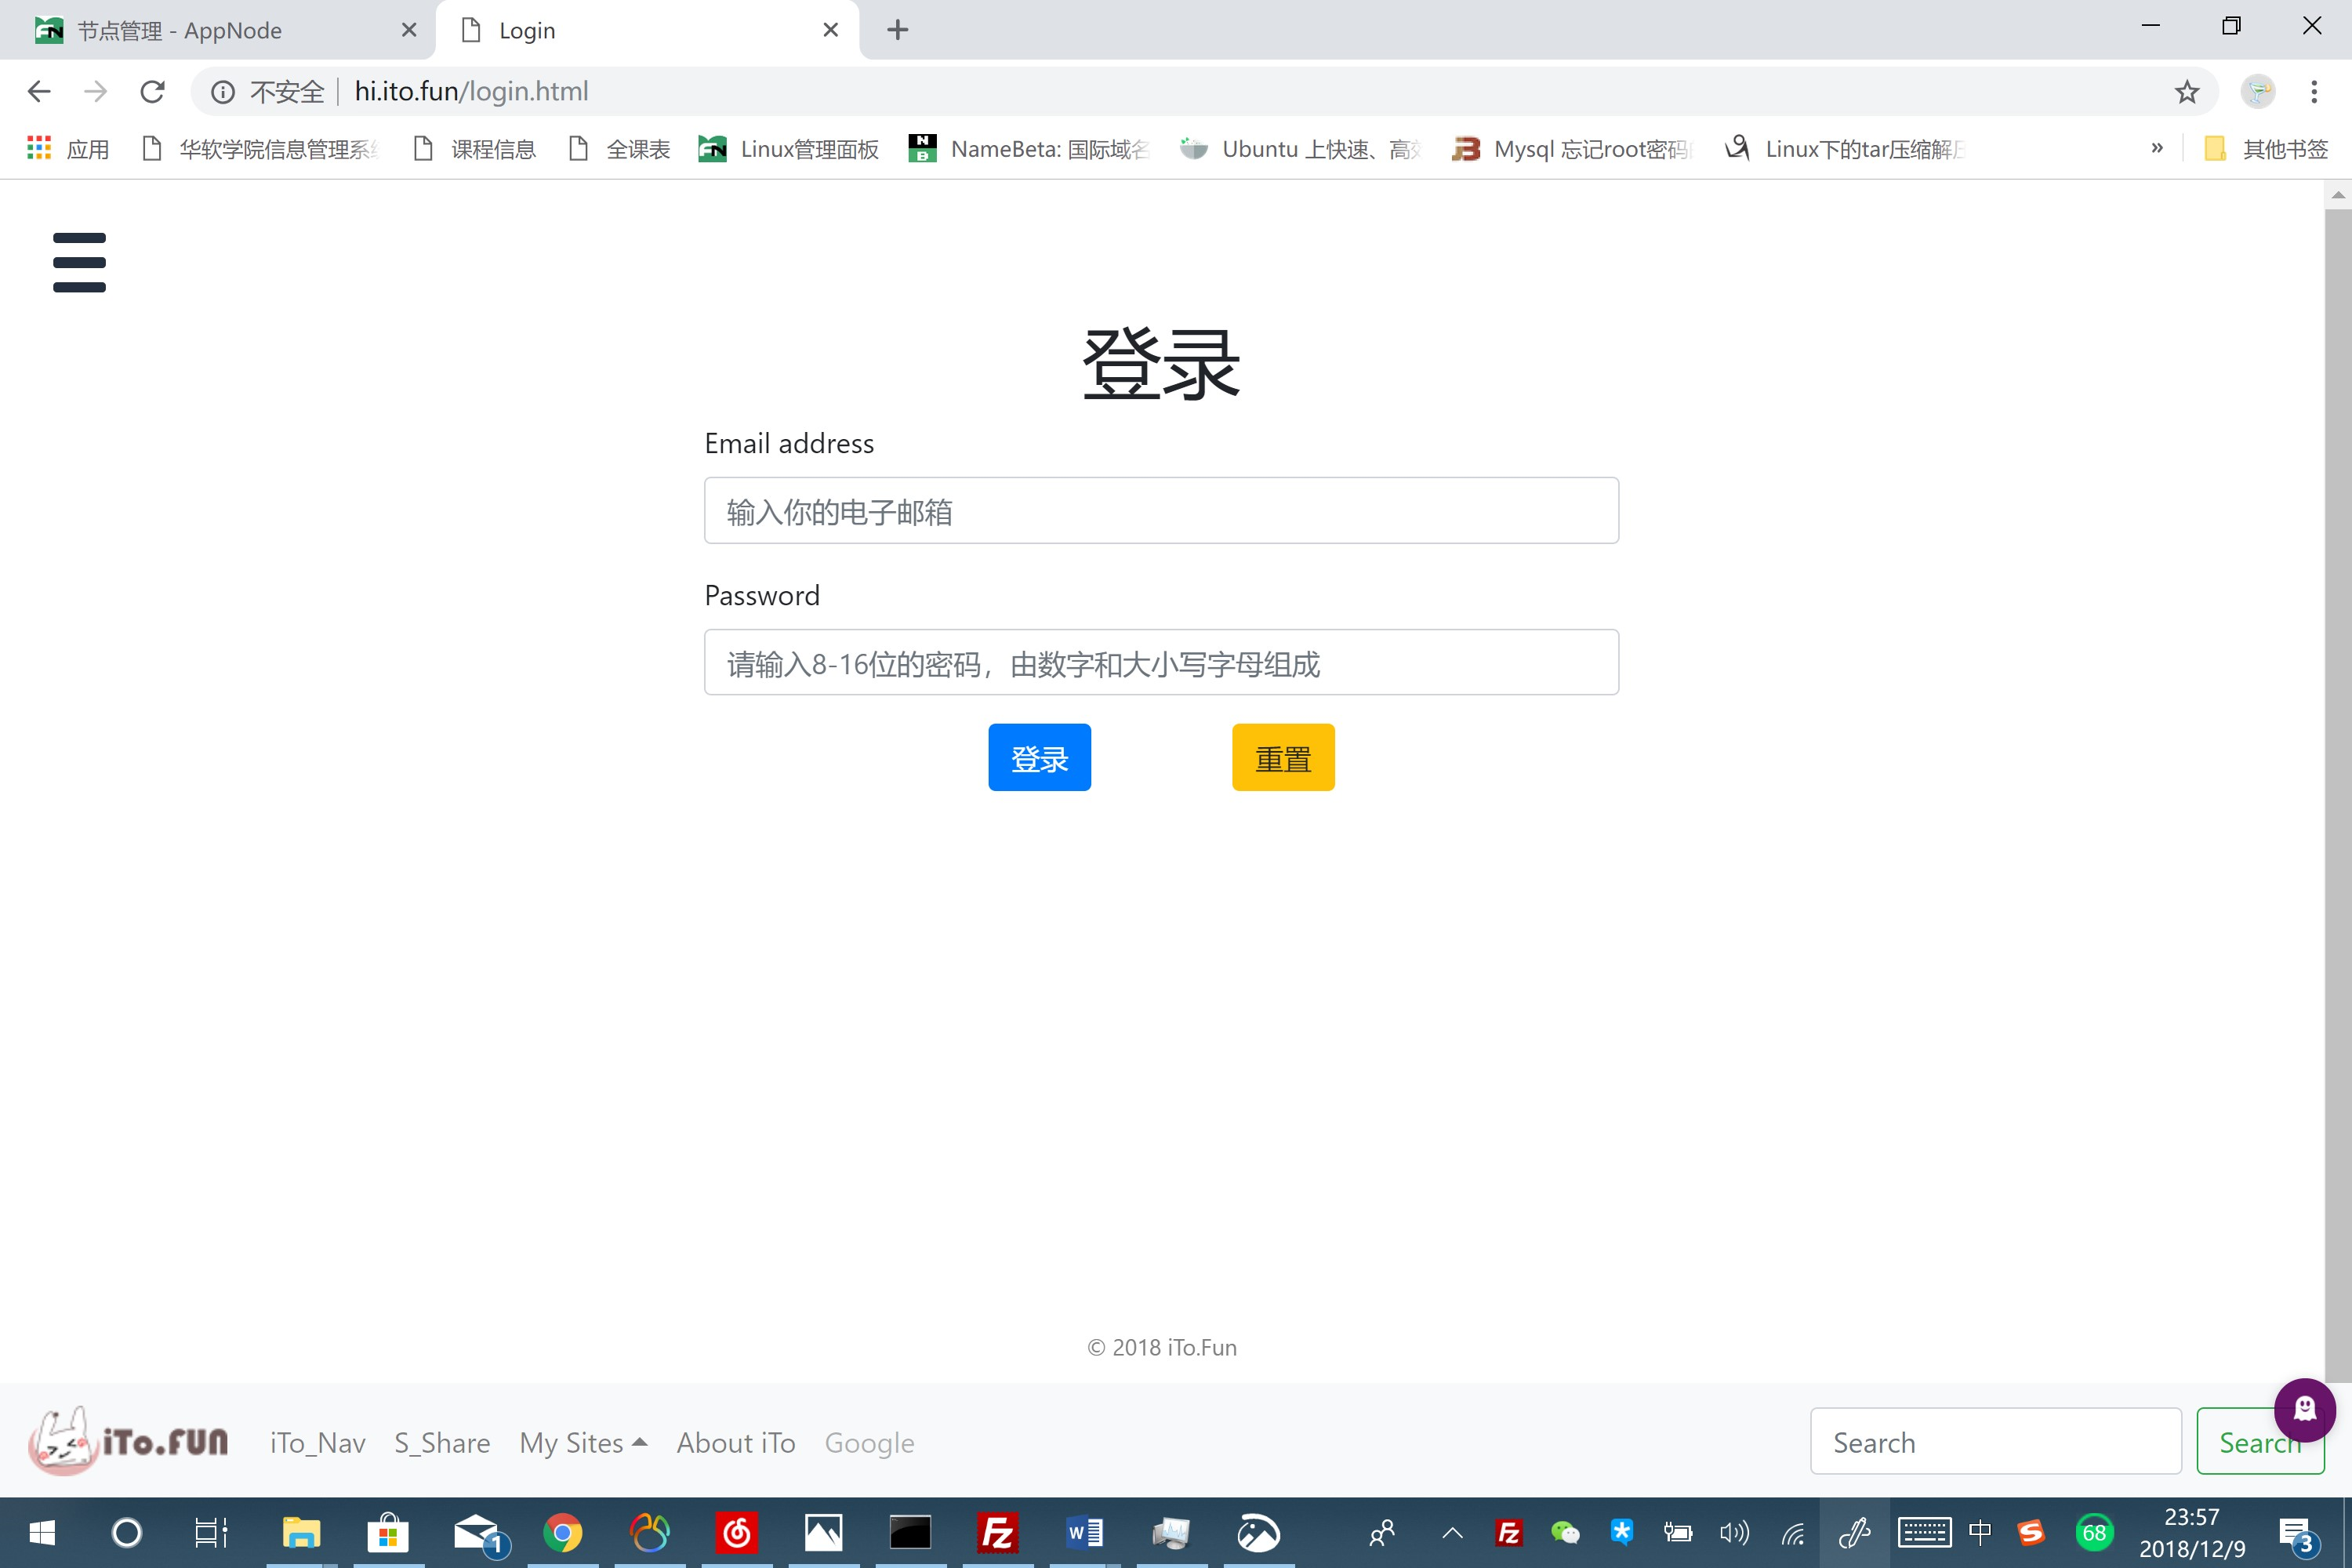 节点管理 - AppNode
Login
不安全 hi.ito.fun/login.html
应用 华软学院信息管理系 课程信息 全课表 Linux管理面板 NameBeta: 国际域名 Ubuntu 上快速、高效 Mysql 忘记root密码 Linux下的tar压缩解压 » 其他书签
登录
Email address
输入你的电子邮箱
Password
请输入8-16位的密码，由数字和大小写字母组成
登录 重置
© 2018 iTo.Fun
iTo.FUN iTo_Nav S_Share My Sites About iTo Google Search Search
1 中 68 23:57
2018/12/9 3